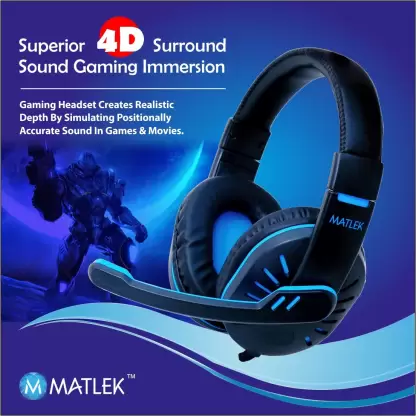 Superior 4D Surround
Sound Gaming Immersion
Gaming Headset Creates Realistic
Depth By Simulating Positionally
Accurate Sound In Games & Movies.
MATLEK
M MATLEK™